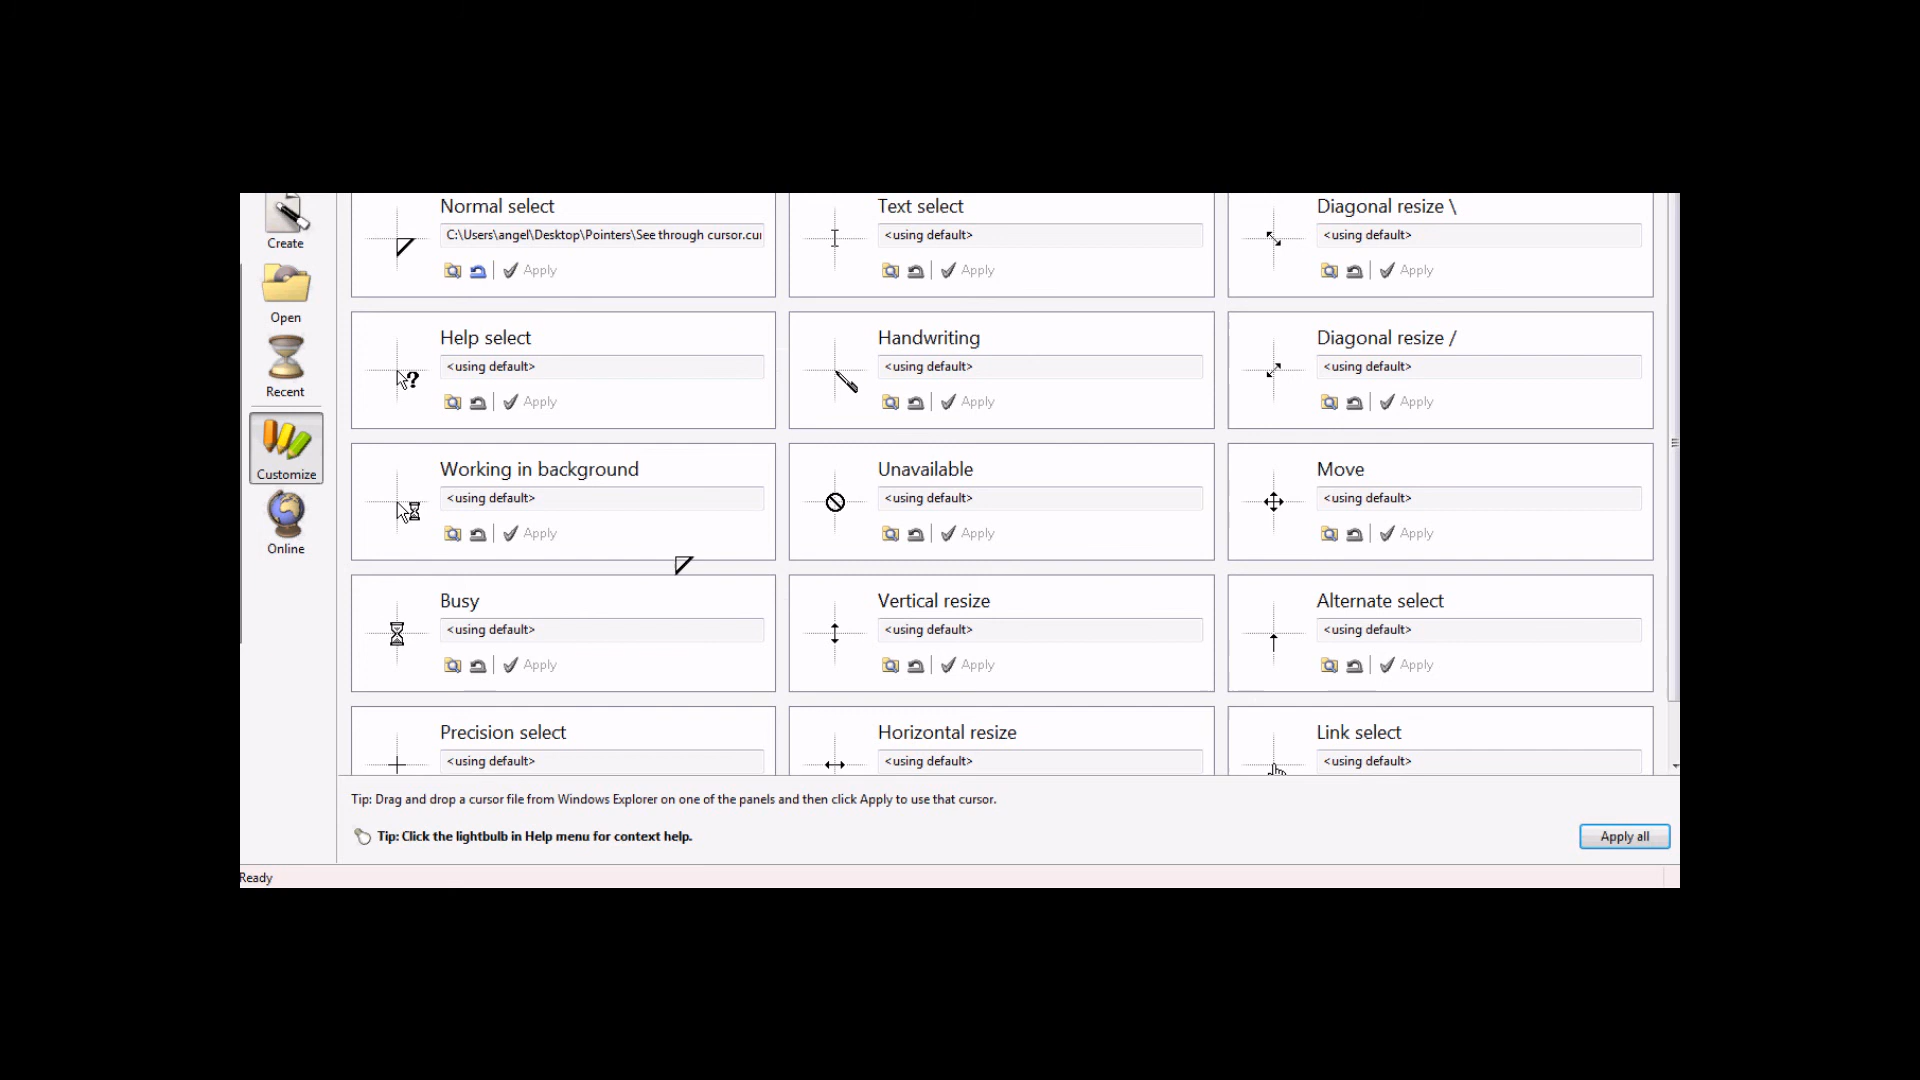 Create
Open
Recent
Customize
Online
Normal select
C:\Users\angel\Desktop\Pointers\See through cursor.cur
Apply
Text select
<using default>
Apply
Diagonal resize \
<using default>
Apply
Help select
<using default>
Apply
Handwriting
<using default>
Apply
Diagonal resize /
<using default>
Apply
Working in background
<using default>
Apply
Unavailable
<using default>
Apply
Move
<using default>
Apply
Busy
<using default>
Apply
Vertical resize
<using default>
Apply
Alternate select
<using default>
Apply
Precision select
<using default>
Horizontal resize
<using default>
Link select
<using default>
Tip: Drag and drop a cursor file from Windows Explorer on one of the panels and then click Apply to use that cursor.
Tip: Click the lightbulb in Help menu for context help.
Apply all
Ready